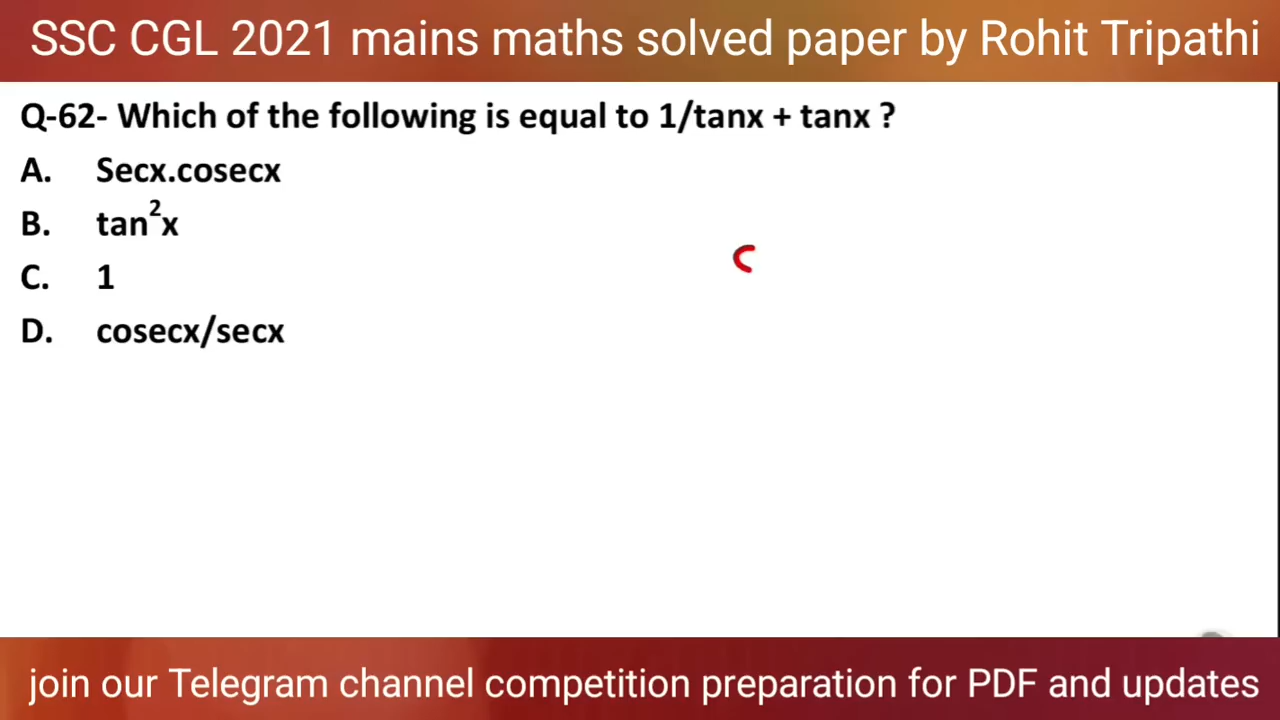 SSC CGL 2021 mains maths solved paper by Rohit Tripathi
Q-62- Which of the following is equal to 1/tanx + tanx ?
A. Secx.cosecx
B. tan²x
C. 1
D. cosecx/secx
join our Telegram channel competition preparation for PDF and updates